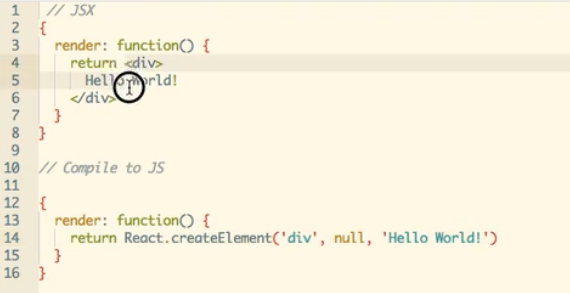 1 // JSX
2 {
3   render: function() {
4     return <div>
5       Hello World!
6     </div>
7   }
8 }
9
10 // Compile to JS
11
12 {
13   render: function() {
14     return React.createElement('div', null, 'Hello World!')
15   }
16 }